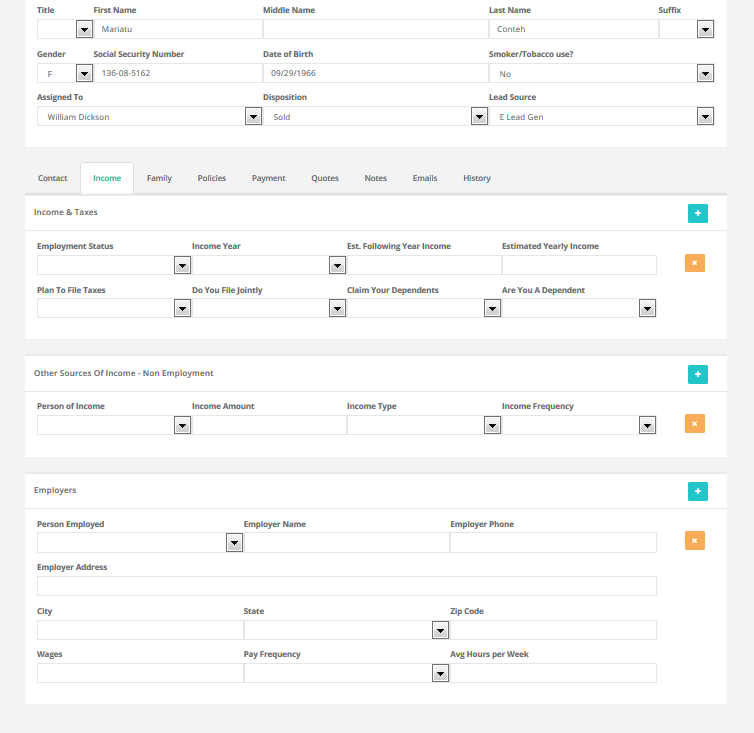 Title First Name Middle Name Last Name Suffix
Mariatu Conteh
Gender Social Security Number Date of Birth Smoker/Tobacco use?
F 136-08-5162 09/29/1966 No
Assigned To Disposition Lead Source
William Dickson Sold E Lead Gen
Contact Income Family Policies Payment Quotes Notes Emails History
Income & Taxes
Employment Status Income Year Est. Following Year Income Estimated Yearly Income
Plan To File Taxes Do You File Jointly Claim Your Dependents Are You A Dependent
Other Sources Of Income - Non Employment
Person of Income Income Amount Income Type Income Frequency
Employers
Person Employed Employer Name Employer Phone
Employer Address
City State Zip Code
Wages Pay Frequency Avg Hours per Week